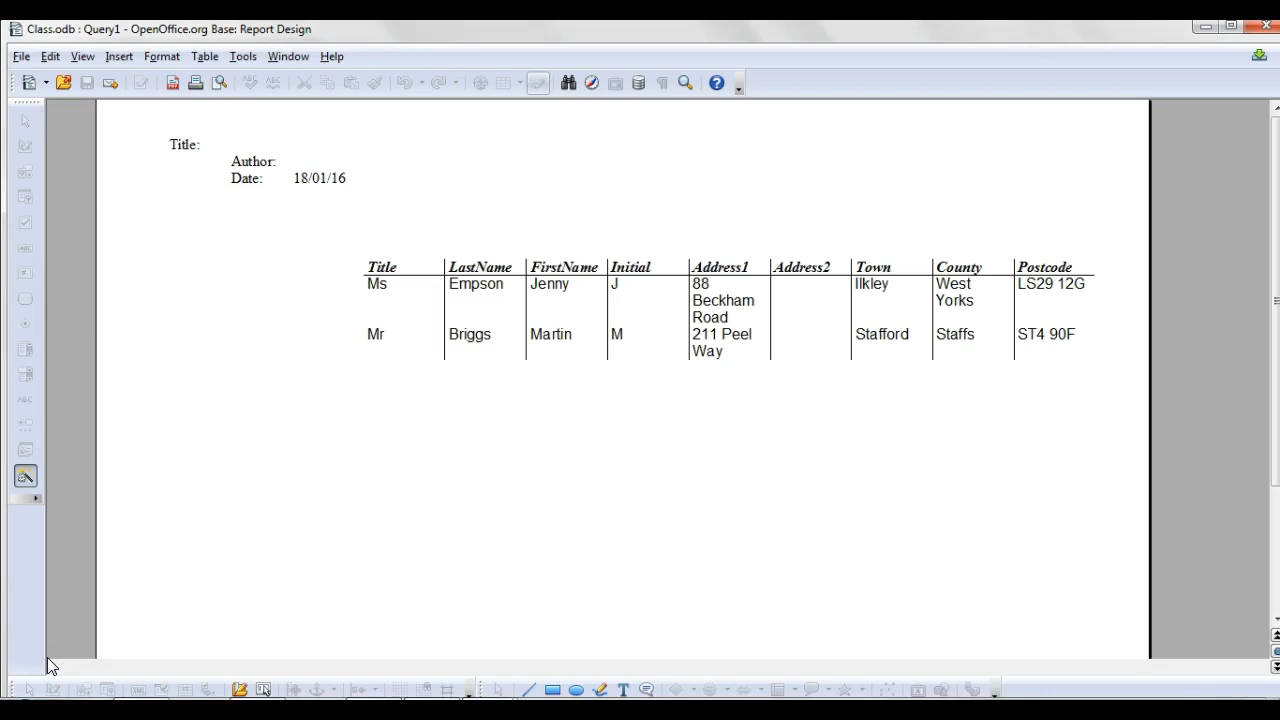 Class.odb : Query1 - OpenOffice.org Base: Report Design
File Edit View Insert Format Table Tools Window Help
Title:
Author:
Date: 18/01/16
Title LastName FirstName Initial Address1 Address2 Town County Postcode
Ms Empson Jenny J 88 Ilkley West LS29 12G
Beckham Yorks
Road
Mr Briggs Martin M 211 Peel Stafford Staffs ST4 90F
Way